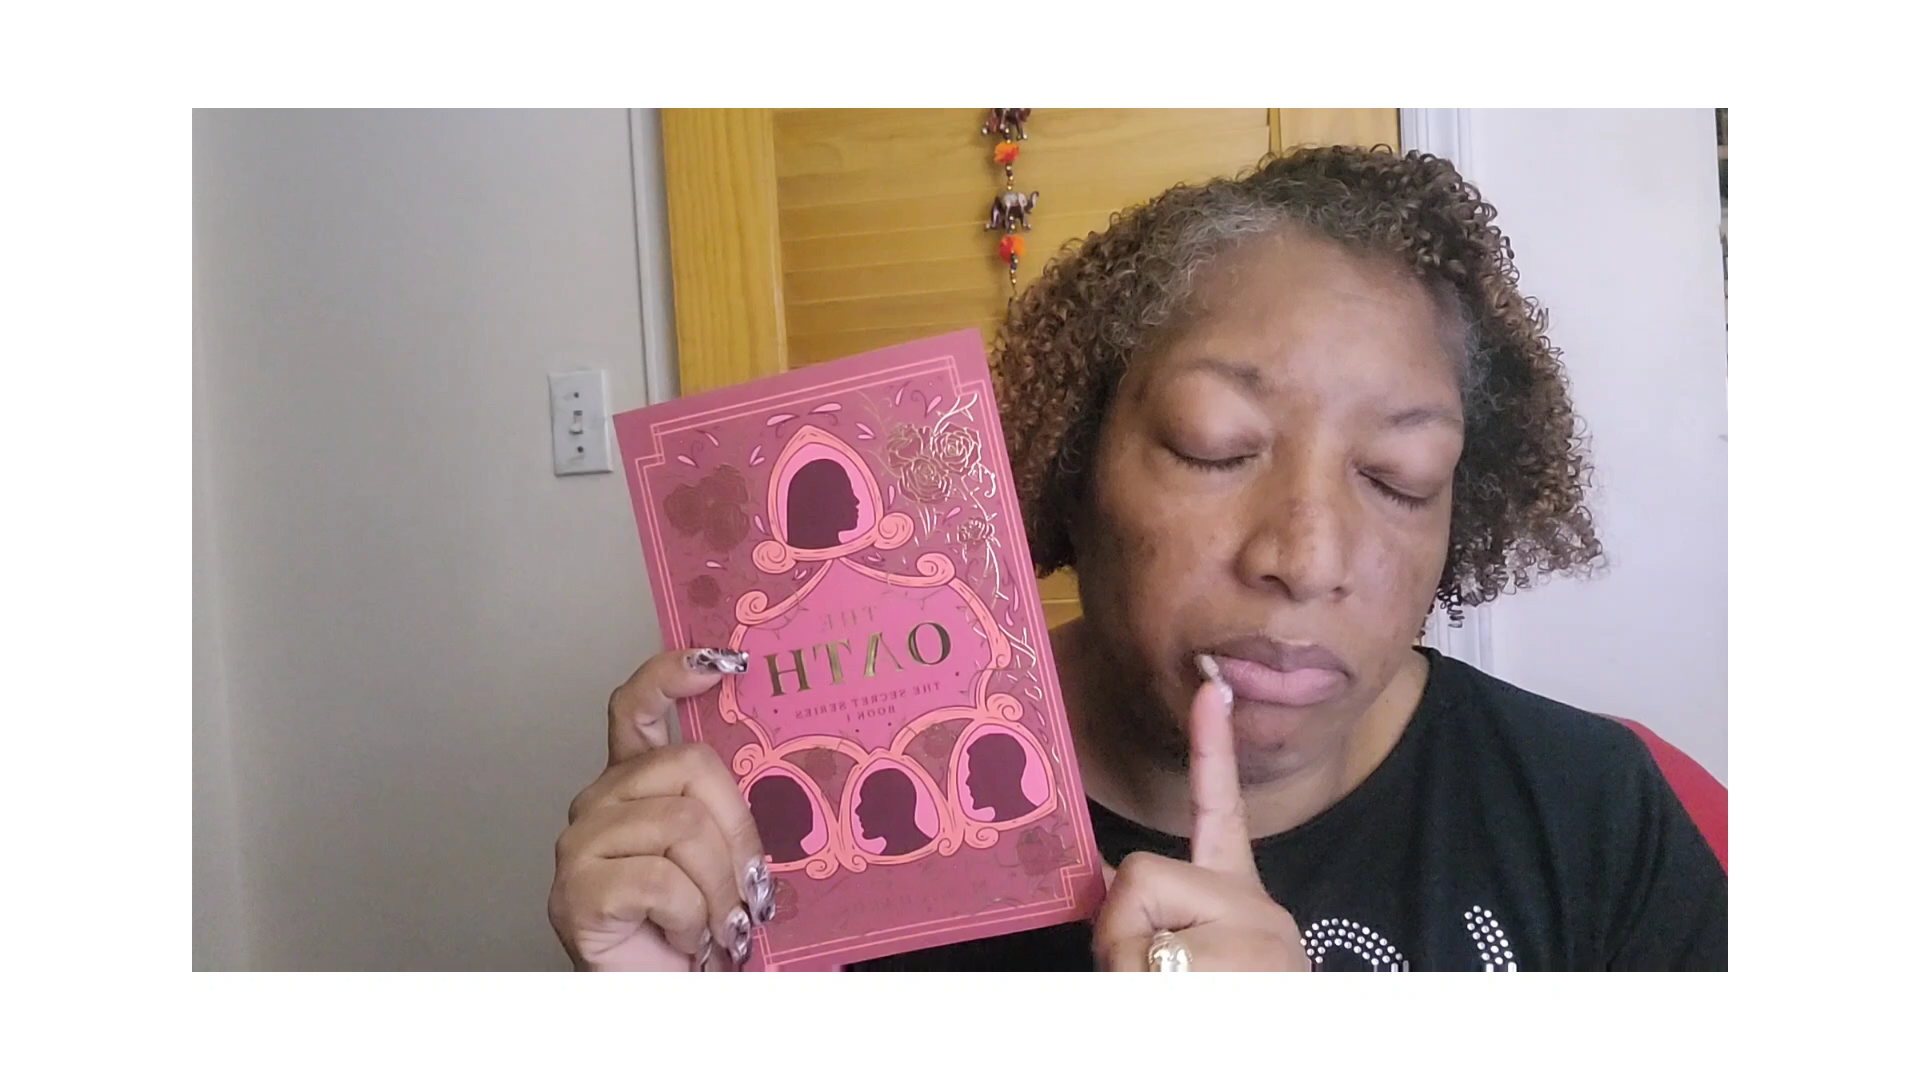 THE
OATH
THE SECRET SERIES
BOOK 1